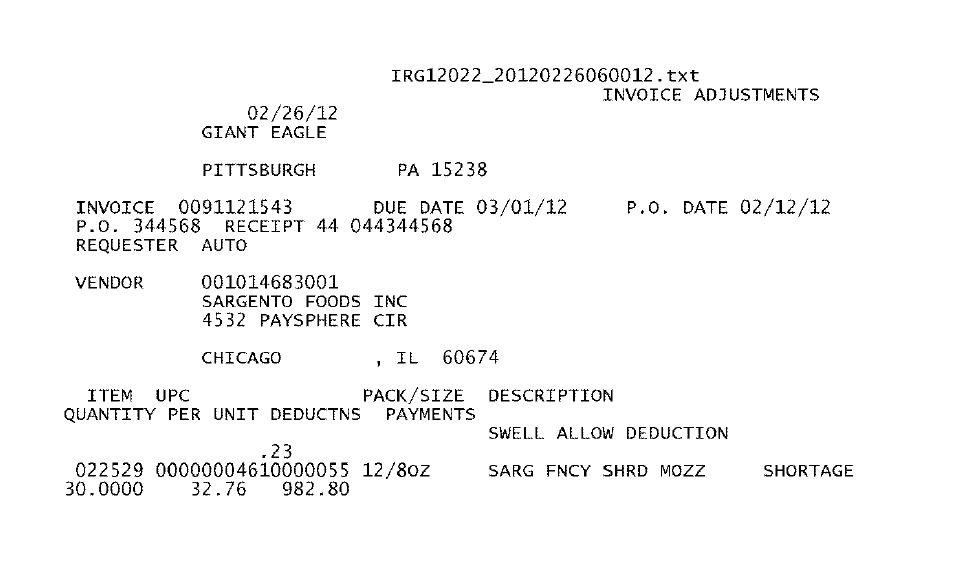 IRG12022_20120226060012.txt
INVOICE ADJUSTMENTS
02/26/12
GIANT EAGLE
PITTSBURGH PA 15238
INVOICE 0091121543 DUE DATE 03/01/12 P.O. DATE 02/12/12
P.O. 344568 RECEIPT 44 044344568
REQUESTER AUTO
VENDOR 001014683001
SARGENTO FOODS INC
4532 PAYSPHERE CIR
CHICAGO , IL 60674
ITEM UPC PACK/SIZE DESCRIPTION
QUANTITY PER UNIT DEDUCTNS PAYMENTS
SWELL ALLOW DEDUCTION
.23
022529 00000004610000055 12/8OZ SARG FNCY SHRD MOZZ SHORTAGE
30.0000 32.76 982.80